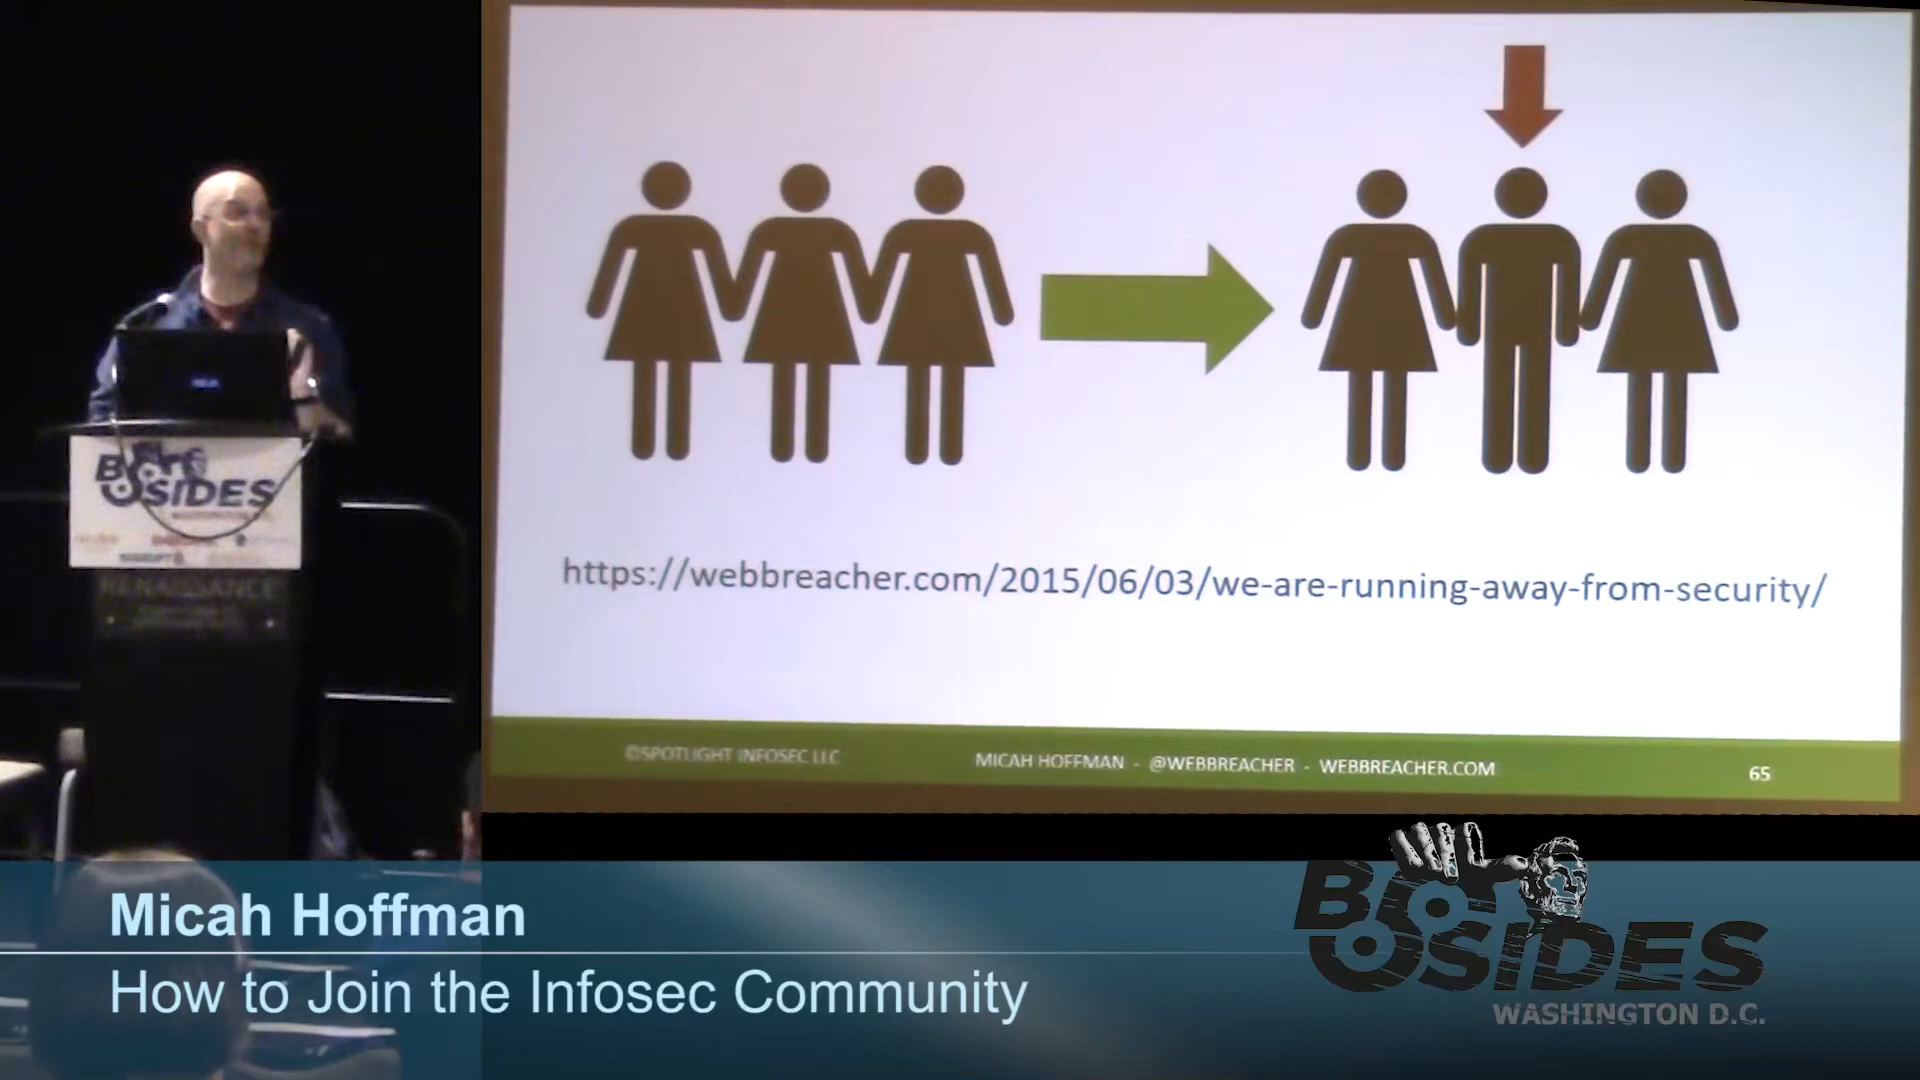 https://webbreacher.com/2015/06/03/we-are-running-away-from-security/
©SPOTLIGHT INFOSEC LLC
MICAH HOFFMAN - @WEBBREACHER - WEBBREACHER.COM
65
BSIDES
RENAISSANCE
Micah Hoffman
How to Join the Infosec Community
BSIDES
WASHINGTON D.C.